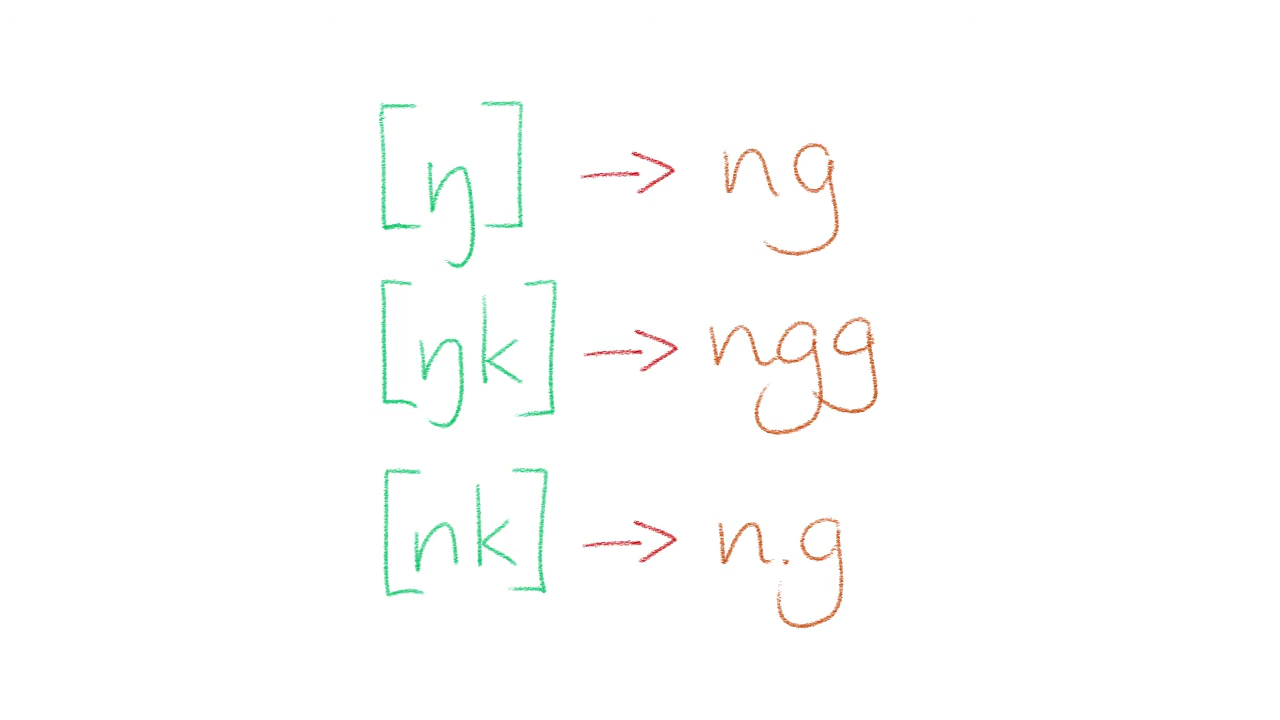 [ŋ] → ng
[ŋk] → ngg
[nk] → n.g